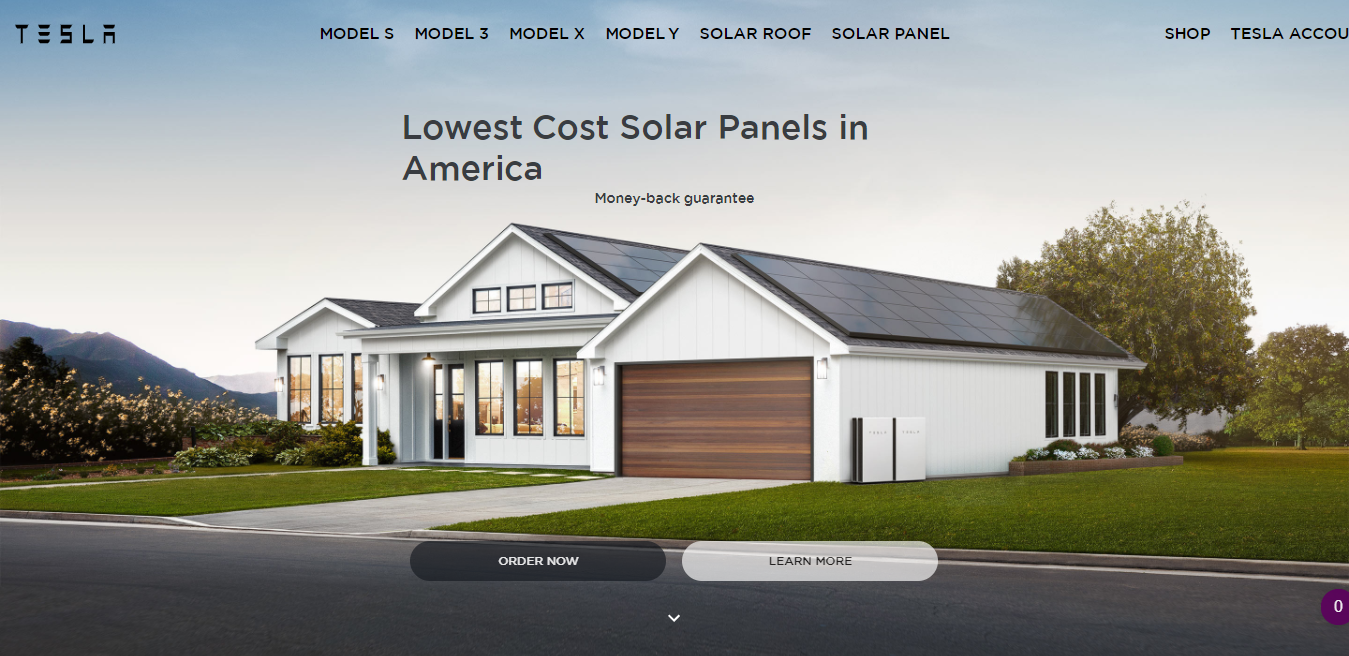 TESLA
MODEL S MODEL 3 MODEL X MODEL Y SOLAR ROOF SOLAR PANEL SHOP TESLA ACCOU
Lowest Cost Solar Panels in
America
Money-back guarantee
TESLA TESLA
ORDER NOW LEARN MORE
0